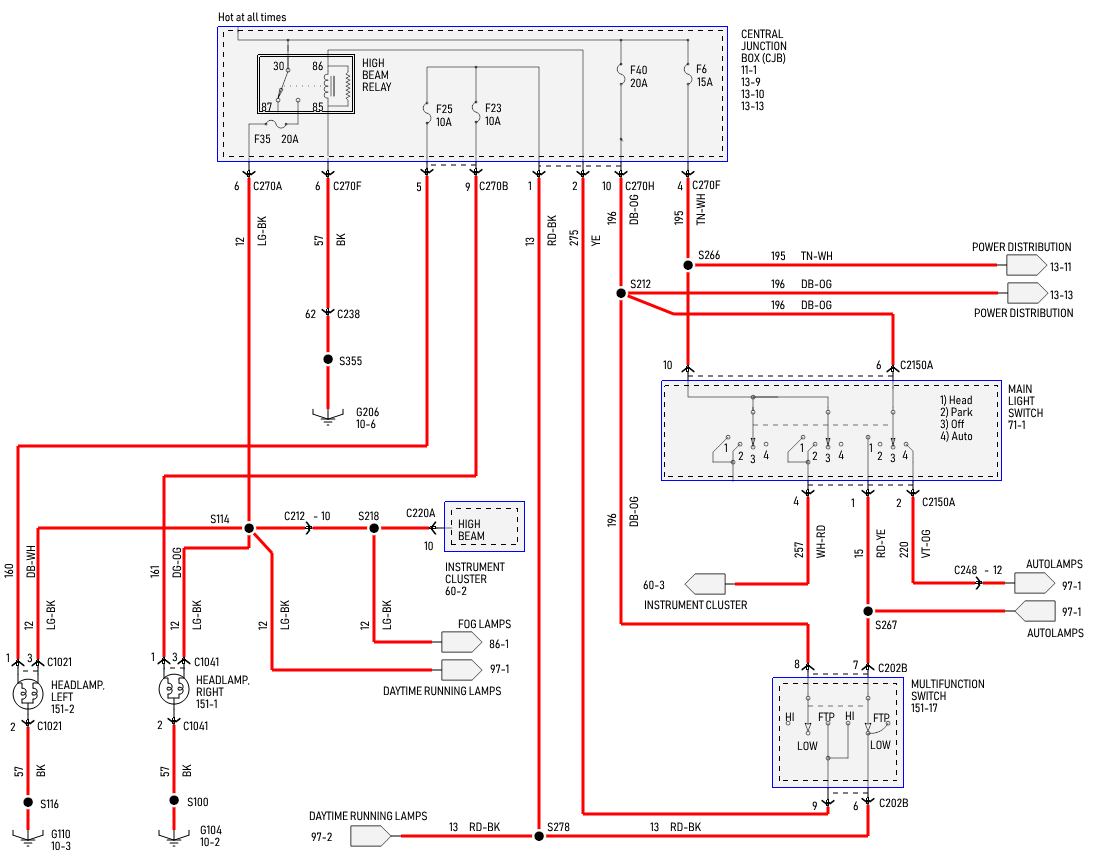 Hot at all times
CENTRAL
JUNCTION
BOX (CJB)
11-1
13-9
13-10
13-13
30
86
87
85
HIGH
BEAM
RELAY
F35 20A
F25
10A
F23
10A
F40
20A
F6
15A
6 C270A
6 C270F
5
9 C270B
1
2
10 C270H
4 C270F
12
LG-BK
57
BK
13
RD-BK
275
YE
196
DB-OG
195
TN-WH
S266
195 TN-WH
POWER DISTRIBUTION
13-11
S212
196 DB-OG
13-13
196 DB-OG
POWER DISTRIBUTION
62 C238
S355
G206
10-6
10
6 C2150A
MAIN
LIGHT
SWITCH
71-1
1) Head
2) Park
3) Off
4) Auto
1
2
3
4
1
2
3
4
1
2
3
4
4
1
2 C2150A
196
DB-OG
257
WH-RD
15
RD-YE
220
VT-OG
S114
C212 - 10
S218
C220A
10
HIGH
BEAM
INSTRUMENT
CLUSTER
60-2
160
DB-WH
161
DG-OG
12
LG-BK
12
LG-BK
12
LG-BK
12
LG-BK
60-3
INSTRUMENT CLUSTER
C248 - 12
AUTOLAMPS
97-1
97-1
AUTOLAMPS
S267
FOG LAMPS
86-1
97-1
DAYTIME RUNNING LAMPS
1
3 C1021
HEADLAMP,
LEFT
151-2
2 C1021
1
3 C1041
HEADLAMP,
RIGHT
151-1
2 C1041
8
7 C202B
MULTIFUNCTION
SWITCH
151-17
HI
FTP
HI
FTP
LOW
LOW
9
6 C202B
57
BK
57
BK
S116
S100
G110
10-3
G104
10-2
DAYTIME RUNNING LAMPS
97-2
13 RD-BK
S278
13 RD-BK